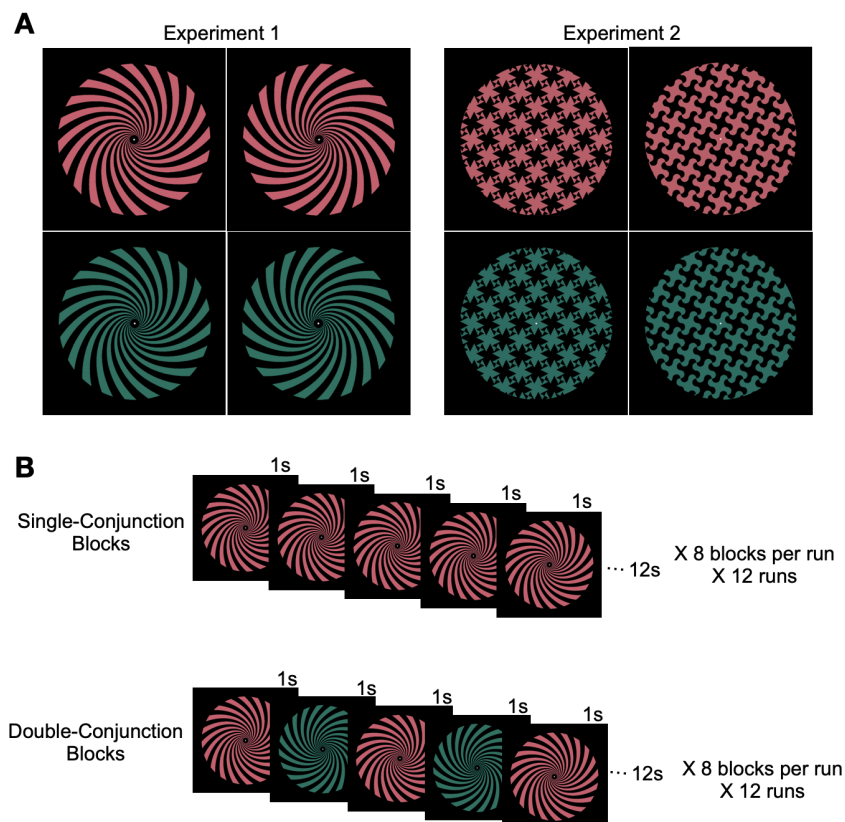 A
Experiment 1
Experiment 2
B
1s
1s
1s
1s
1s
Single-Conjunction
Blocks
··· 12s
X 8 blocks per run
X 12 runs
1s
1s
1s
1s
1s
Double-Conjunction
Blocks
··· 12s
X 8 blocks per run
X 12 runs